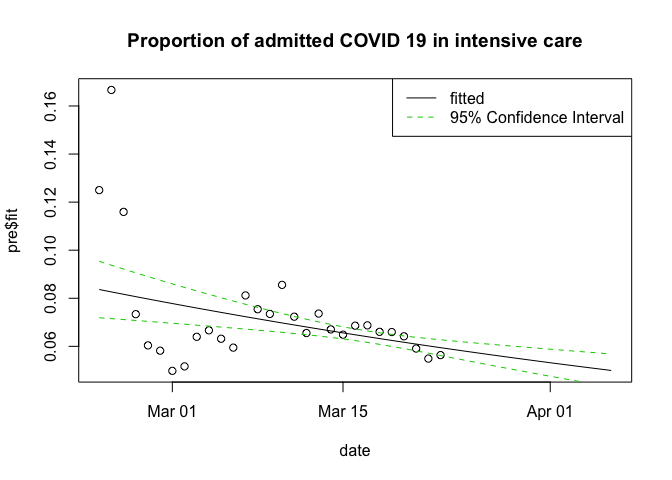 Proportion of admitted COVID 19 in intensive care
fitted
95% Confidence Interval
pre$fit
0.16
0.14
0.12
0.10
0.08
0.06
Mar 01
Mar 15
Apr 01
date